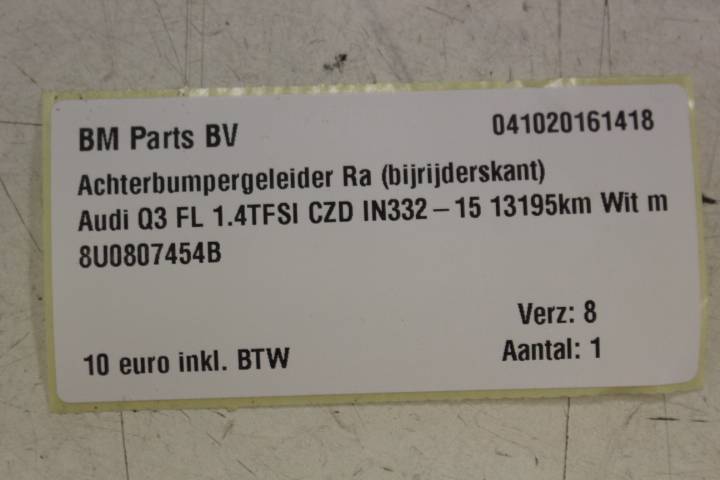 BM Parts BV 041020161418
Achterbumpergeleider Ra (bijrijderskant)
Audi Q3 FL 1.4TFSI CZD IN332-15 13195km Wit m
8U0807454B
Verz: 8
10 euro inkl. BTW Aantal: 1